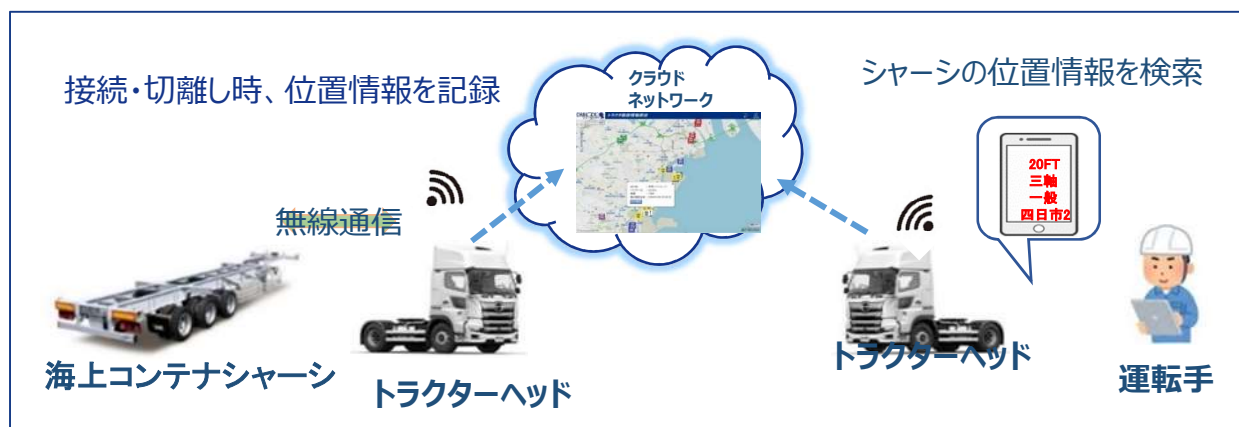 接続・切離し時、位置情報を記録
クラウド
ネットワーク
シャーシの位置情報を検索
無線通信
20FT
三軸
一般
四日市2
海上コンテナシャーシ
トラクターヘッド
トラクターヘッド
運転手